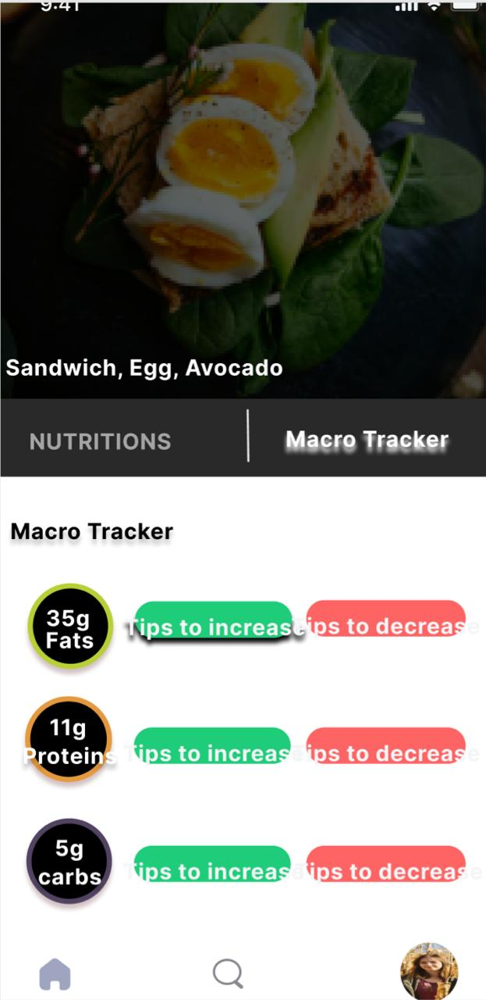 9:41
Sandwich, Egg, Avocado
NUTRITIONS Macro Tracker
Macro Tracker
35g
Fats
Tips to increase Tips to decrease
11g
Proteins
Tips to increase Tips to decrease
5g
carbs
Tips to increase Tips to decrease